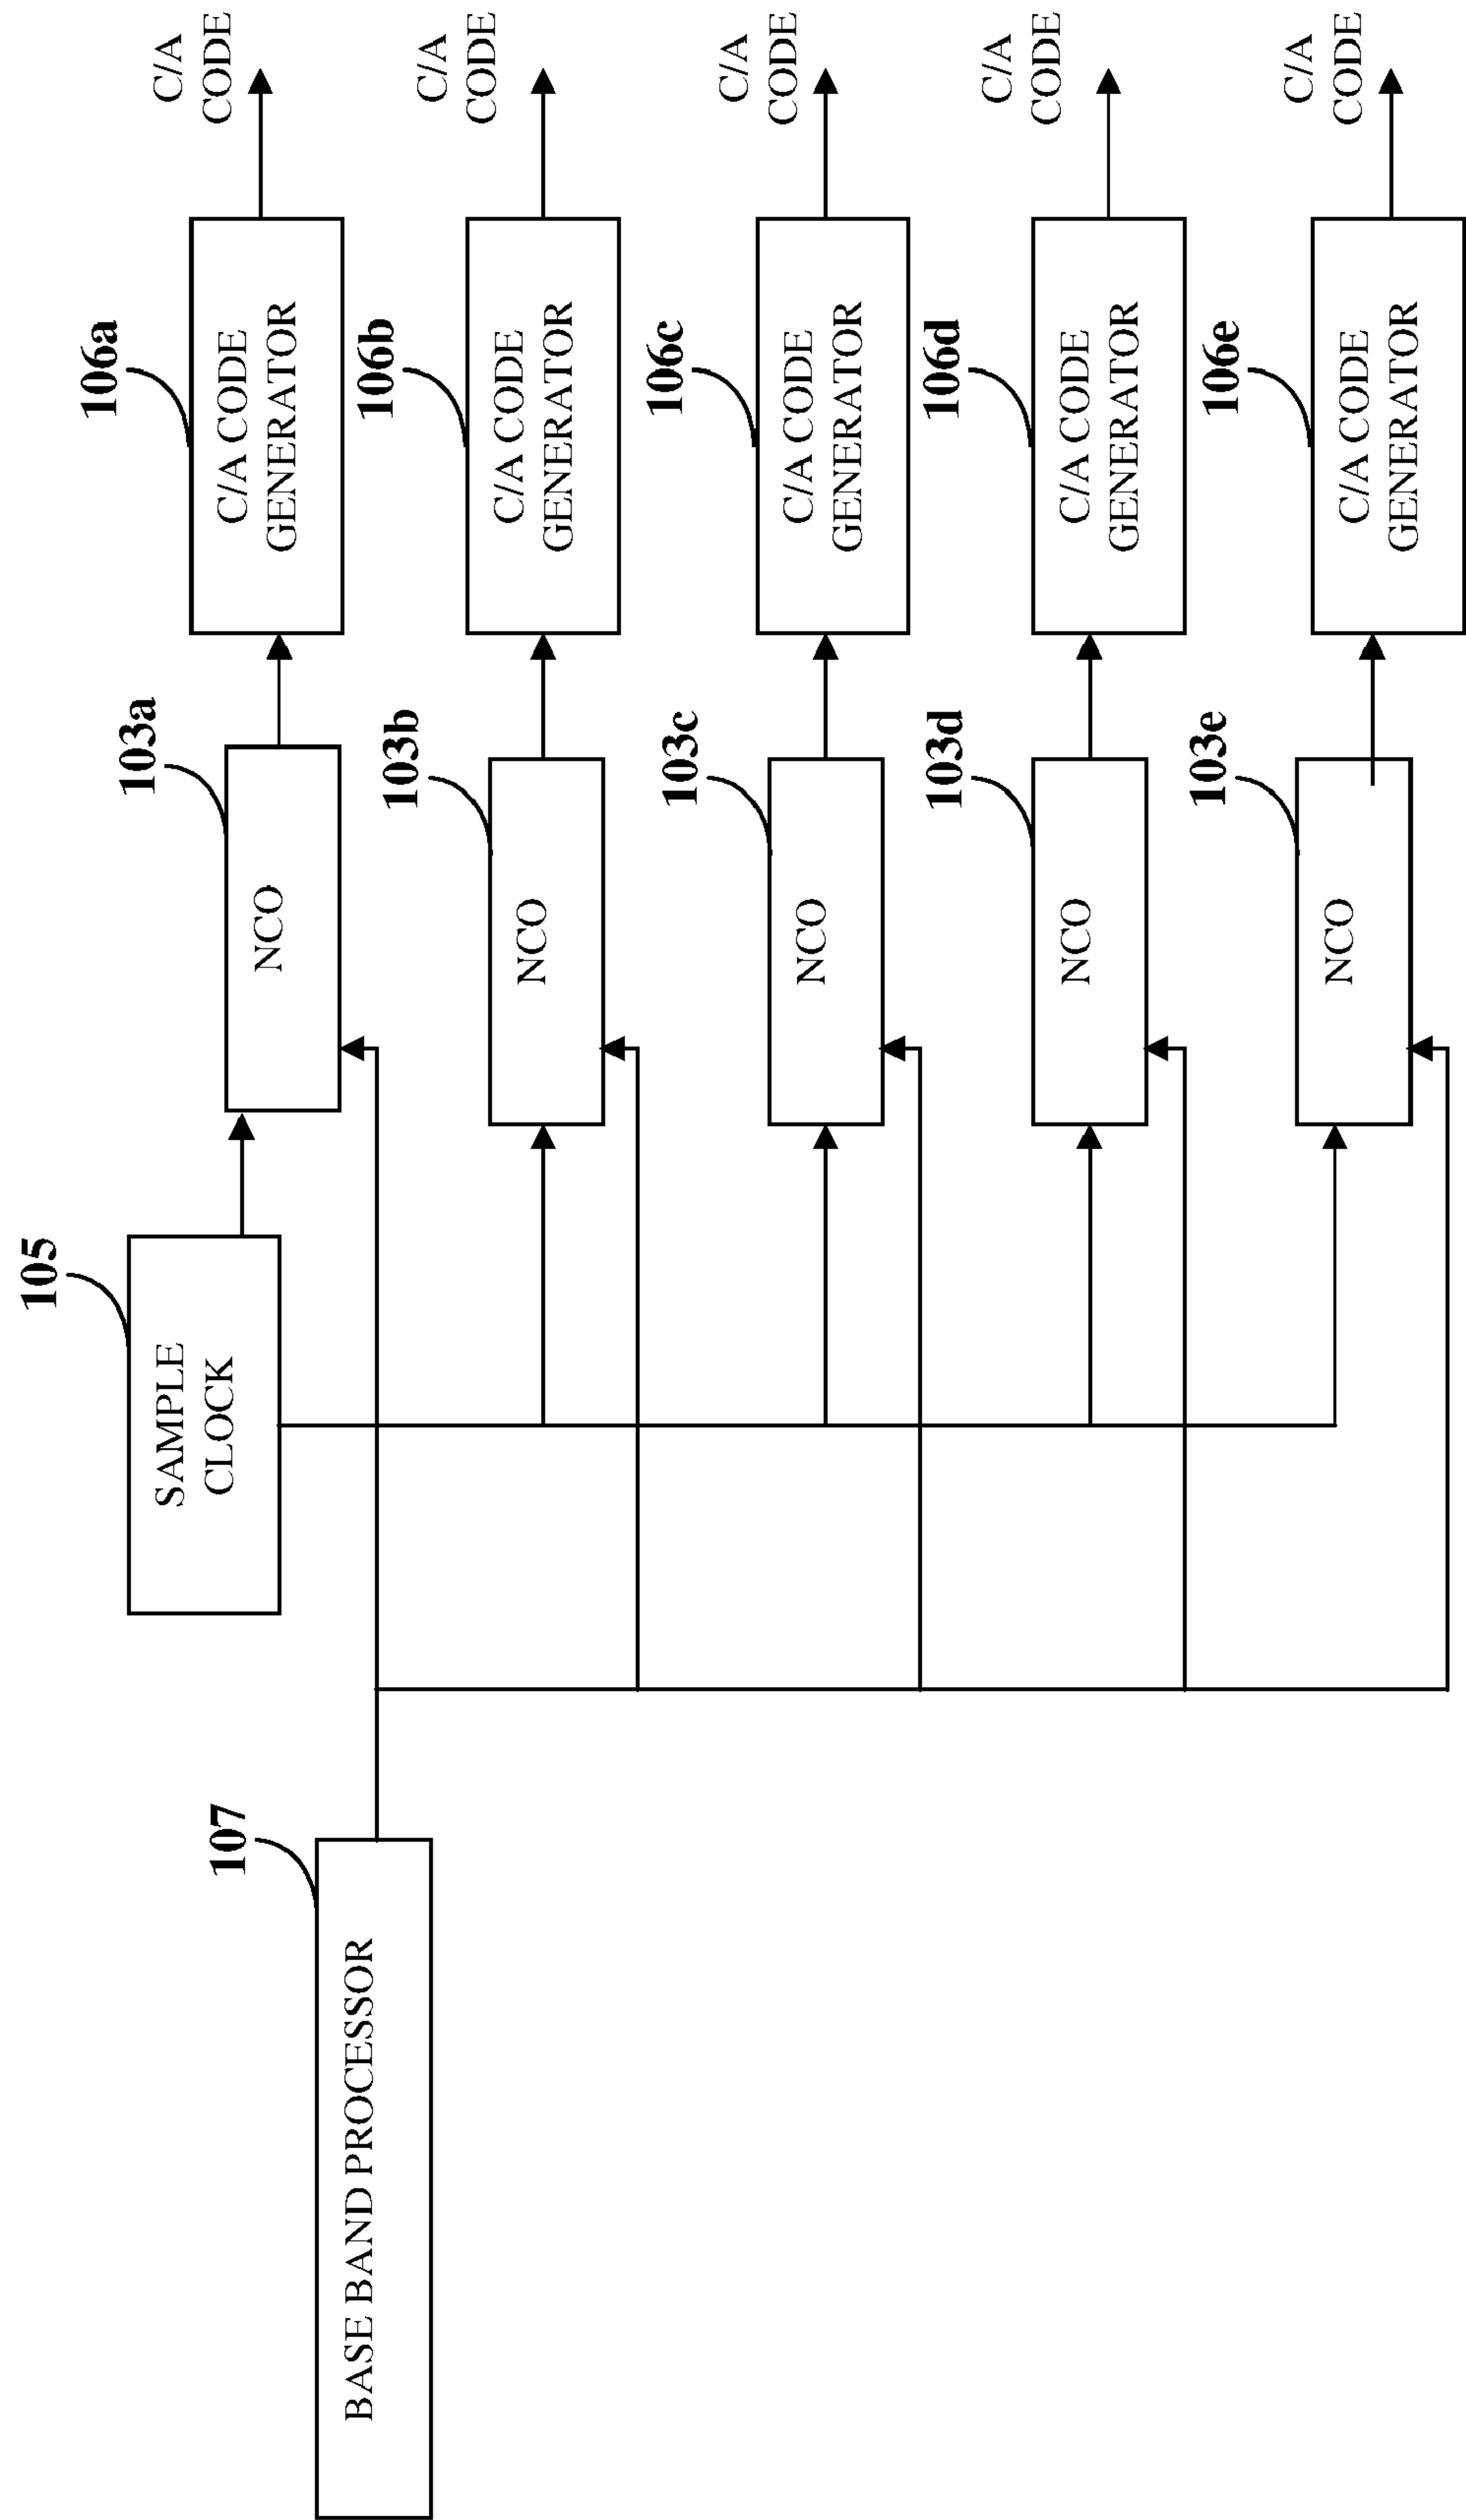 107
BASE BAND PROCESSOR
105
SAMPLE
CLOCK
103a
NCO
106a
C/A CODE
GENERATOR
C/A
CODE
103b
NCO
106b
C/A CODE
GENERATOR
C/A
CODE
103c
NCO
106c
C/A CODE
GENERATOR
C/A
CODE
103d
NCO
106d
C/A CODE
GENERATOR
C/A
CODE
103e
NCO
106e
C/A CODE
GENERATOR
C/A
CODE